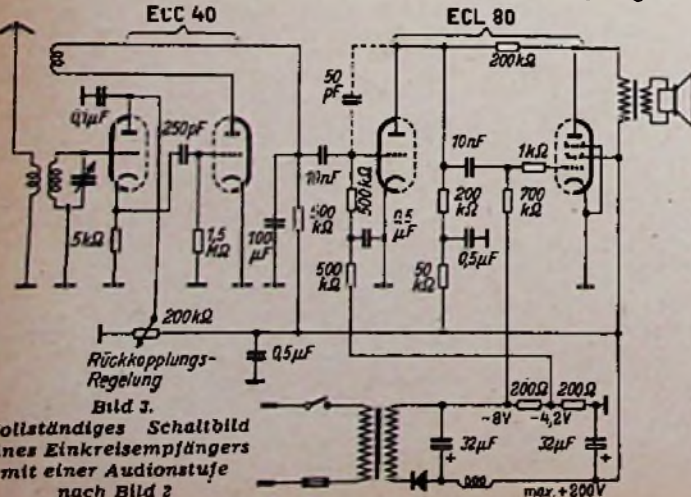 ECC 40
ECL 80
200kΩ
50 pF
0,1µF
250pF
10nF
10nF
1kΩ
5kΩ
1,5 MΩ
100 µF
500 kΩ
500 kΩ
0,5 µF
200 kΩ
700 kΩ
500 kΩ
50 kΩ
0,5µF
200kΩ
Rückkopplungs-
Regelung
0,5µF
Bild 3.
ollständiges Schaltbild
ines Einkreisempfängers
mit einer Audionstufe
nach Bild 2
200Ω
200Ω
-8V
-4,2V
32µF
+
32µF
+
max.+200V